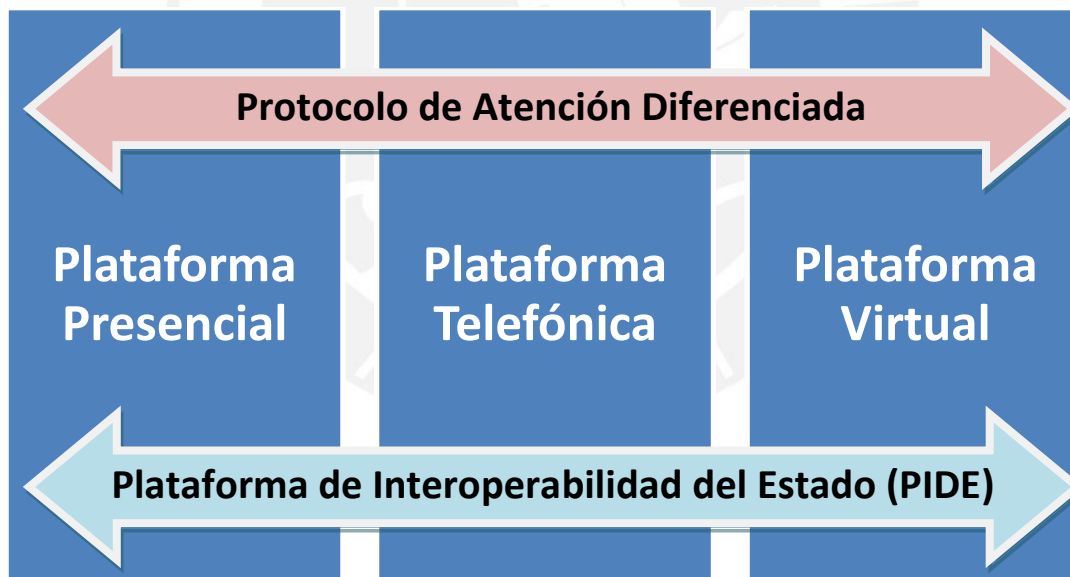 Protocolo de Atención Diferenciada
Plataforma
Presencial
Plataforma
Telefónica
Plataforma
Virtual
Plataforma de Interoperabilidad del Estado (PIDE)